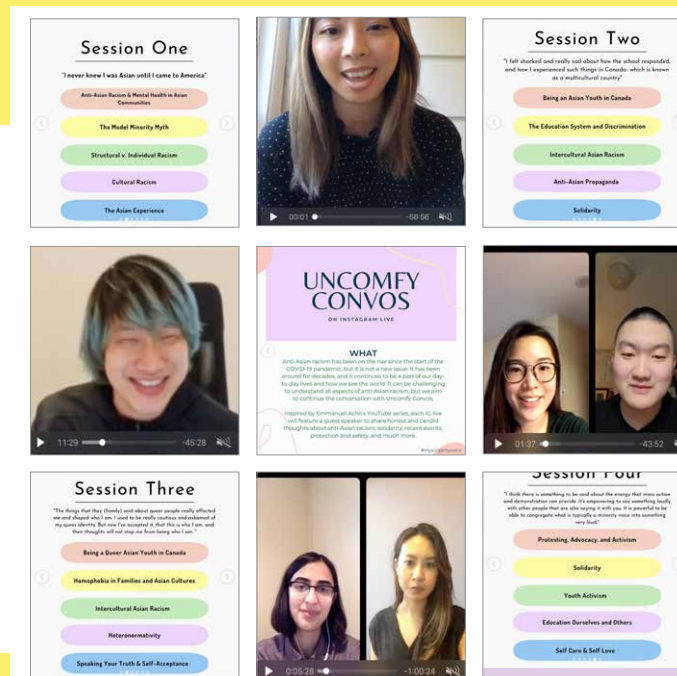 Session One
"I never knew I was Asian until I came to America"
Anti-Asian Racism & Mental Health in Asian
Communities
The Model Minority Myth
Structural v. Individual Racism
Cultural Racism
The Asian Experience
00:01
-56:56
Session Two
"I felt shocked and really sad about how the school responded,
and how I experienced such things in Canada- which is known
as a multicultural country"
Being an Asian Youth in Canada
The Education System and Discrimination
Intercultural Asian Racism
Anti-Asian Propaganda
Solidarity
11:29
-45:28
UNCOMFY
CONVOS
ON INSTAGRAM LIVE
WHAT
Anti-Asian racism has been on the rise since the start of the
COVID-19 pandemic, but it is not a new issue. It has been
around for decades, and it continues to be a part of our day-
to-day lives and how we see the world. It can be challenging
to understand all aspects of anti-Asian racism, but we aim
to continue the conversation with Uncomfy Convos.
Inspired by Emmanuel Acho's YouTube series, each IG live
will feature a guest speaker to share honest and candid
thoughts about anti-Asian racism, solidarity, recent events,
protection and safety, and much more.
01:37
-43:52
Session Three
"The things that they (family) said about queer people really affected
me and shaped who I am. I used to be really cautious and ashamed of
my queer identity. But now I've accepted it, that this is who I am, and
their thoughts will not stop me from being who I am. "
Being a Queer Asian Youth in Canada
Homophobia in Families and Asian Cultures
Intercultural Asian Racism
Heteronormativity
Speaking Your Truth & Self-Acceptance
0:05:28
-1:00:24
Session Four
"I think there is something to be said about the energy that mass action
and demonstration can provide. It's empowering to say something loudly
with other people that are also saying it with you. It is powerful to be
able to congregate what is typically a minority voice into something
very loud."
Protesting, Advocacy, and Activism
Solidarity
Youth Activism
Education Ourselves and Others
Self Care & Self Love